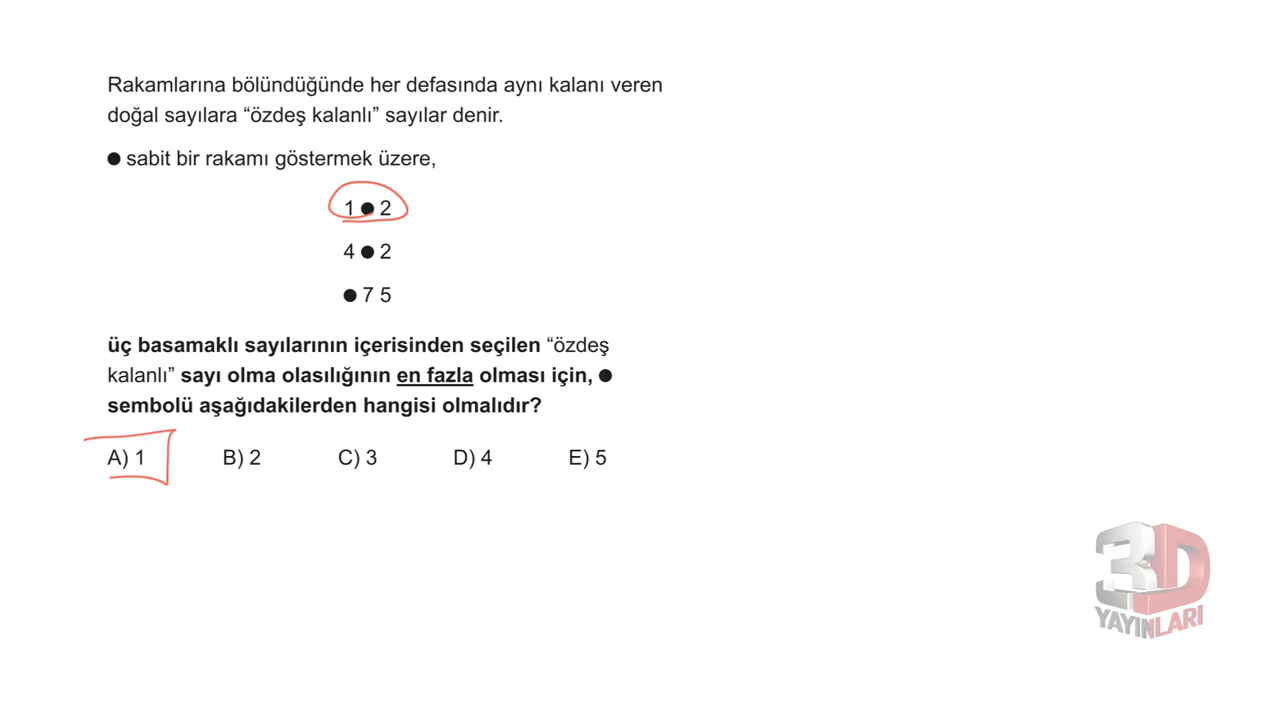 Rakamlarına bölündüğünde her defasında aynı kalanı veren
doğal sayılara “özdeş kalanlı” sayılar denir.
● sabit bir rakamı göstermek üzere,
1 ● 2
4 ● 2
● 7 5
üç basamaklı sayılarının içerisinden seçilen “özdeş
kalanlı” sayı olma olasılığının en fazla olması için, ●
sembolü aşağıdakilerden hangisi olmalıdır?
A) 1 B) 2 C) 3 D) 4 E) 5
3D
YAYINLARI